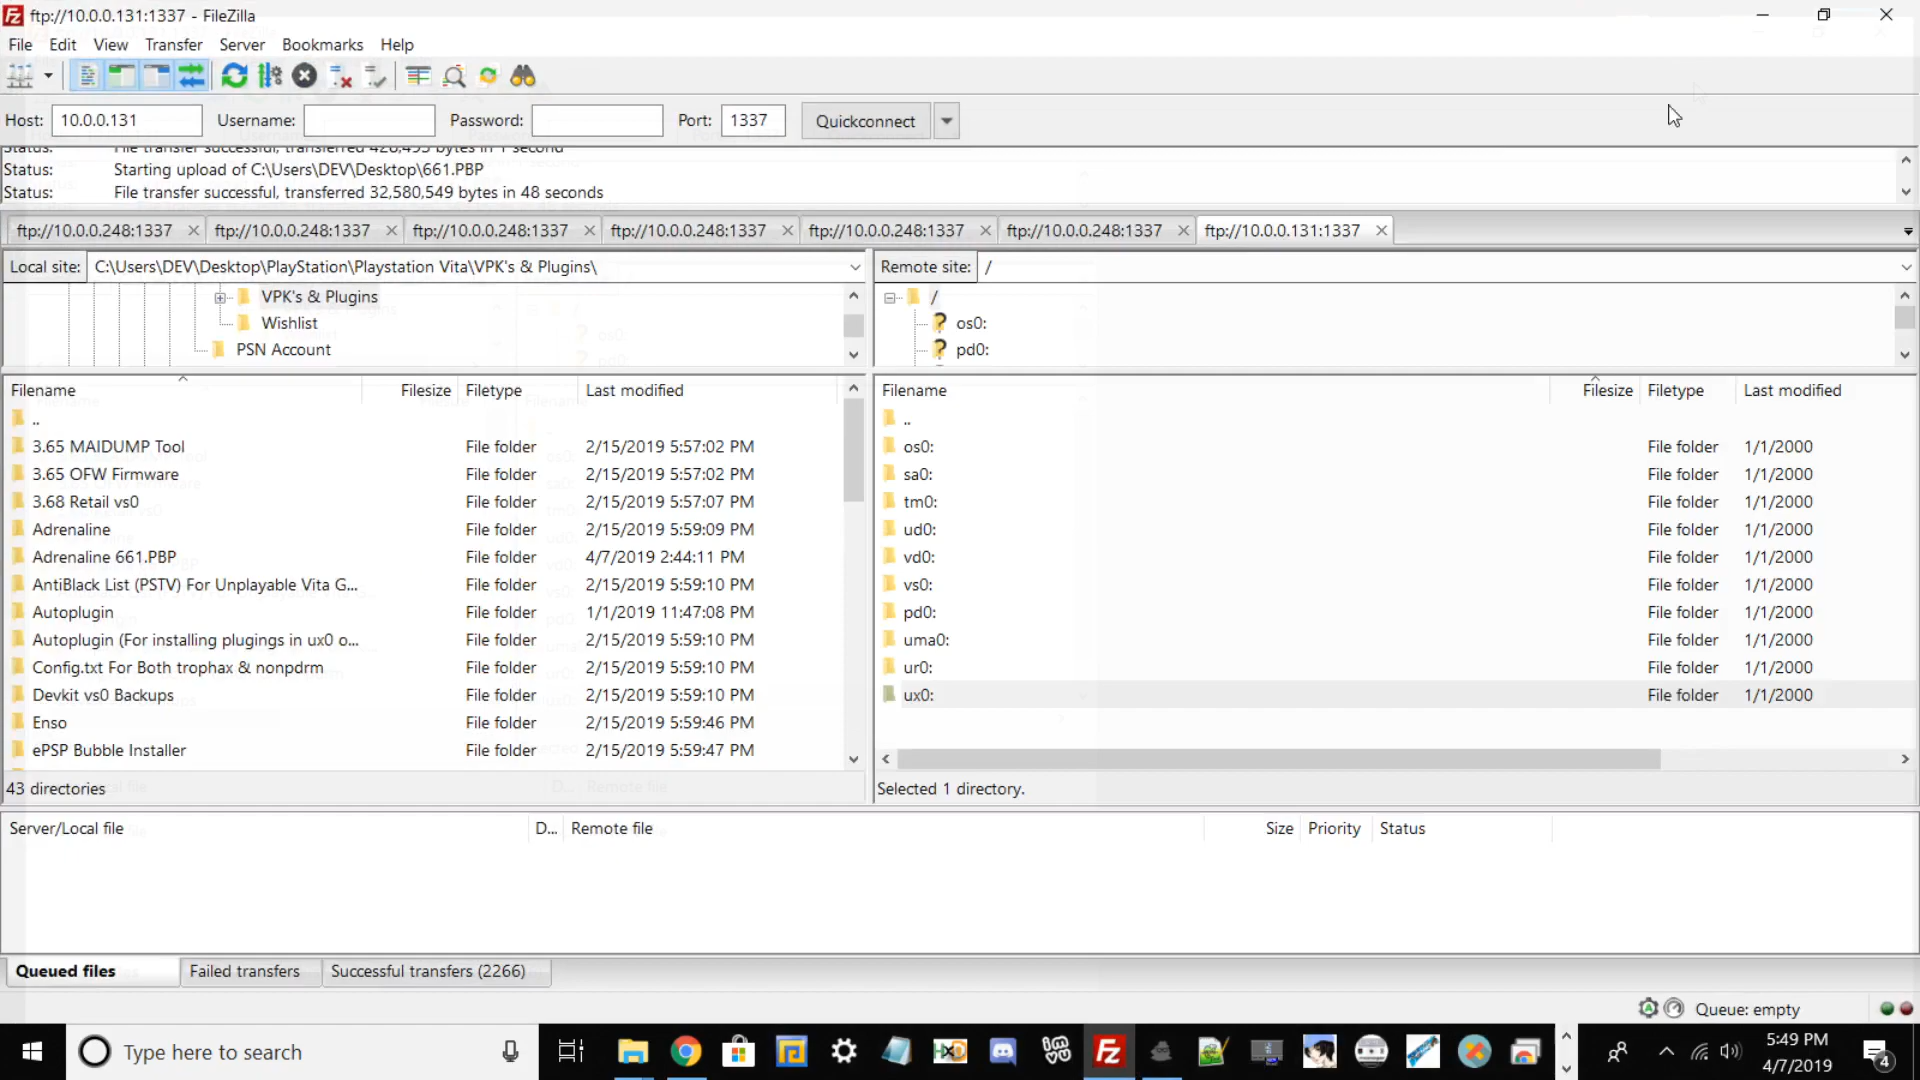 ftp://10.0.0.131:1337 - FileZilla
File Edit View Transfer Server Bookmarks Help
Host: 10.0.0.131 Username: Password: Port: 1337 Quickconnect
Status: File transfer successful, transferred 428,495 bytes in 1 second
Status: Starting upload of C:\Users\DEV\Desktop\661.PBP
Status: File transfer successful, transferred 32,580,549 bytes in 48 seconds
ftp://10.0.0.248:1337 ftp://10.0.0.248:1337 ftp://10.0.0.248:1337 ftp://10.0.0.248:1337 ftp://10.0.0.248:1337 ftp://10.0.0.248:1337 ftp://10.0.0.131:1337
Local site: C:\Users\DEV\Desktop\PlayStation\Playstation Vita\VPK's & Plugins\
VPK's & Plugins
Wishlist
PSN Account
Remote site: /
/
os0:
pd0:
Filename Filesize Filetype Last modified
..
3.65 MAIDUMP Tool File folder 2/15/2019 5:57:02 PM
3.65 OFW Firmware File folder 2/15/2019 5:57:02 PM
3.68 Retail vs0 File folder 2/15/2019 5:57:07 PM
Adrenaline File folder 2/15/2019 5:59:09 PM
Adrenaline 661.PBP File folder 4/7/2019 2:44:11 PM
AntiBlack List (PSTV) For Unplayable Vita G... File folder 2/15/2019 5:59:10 PM
Autoplugin File folder 1/1/2019 11:47:08 PM
Autoplugin (For installing plugings in ux0 o... File folder 2/15/2019 5:59:10 PM
Config.txt For Both trophax & nonpdrm File folder 2/15/2019 5:59:10 PM
Devkit vs0 Backups File folder 2/15/2019 5:59:10 PM
Enso File folder 2/15/2019 5:59:46 PM
ePSP Bubble Installer File folder 2/15/2019 5:59:47 PM
43 directories
Filename Filesize Filetype Last modified
..
os0: File folder 1/1/2000
sa0: File folder 1/1/2000
tm0: File folder 1/1/2000
ud0: File folder 1/1/2000
vd0: File folder 1/1/2000
vs0: File folder 1/1/2000
pd0: File folder 1/1/2000
uma0: File folder 1/1/2000
ur0: File folder 1/1/2000
ux0: File folder 1/1/2000
Selected 1 directory.
Server/Local file D... Remote file Size Priority Status
Queued files Failed transfers Successful transfers (2266)
Queue: empty
Type here to search
5:49 PM
4/7/2019
4